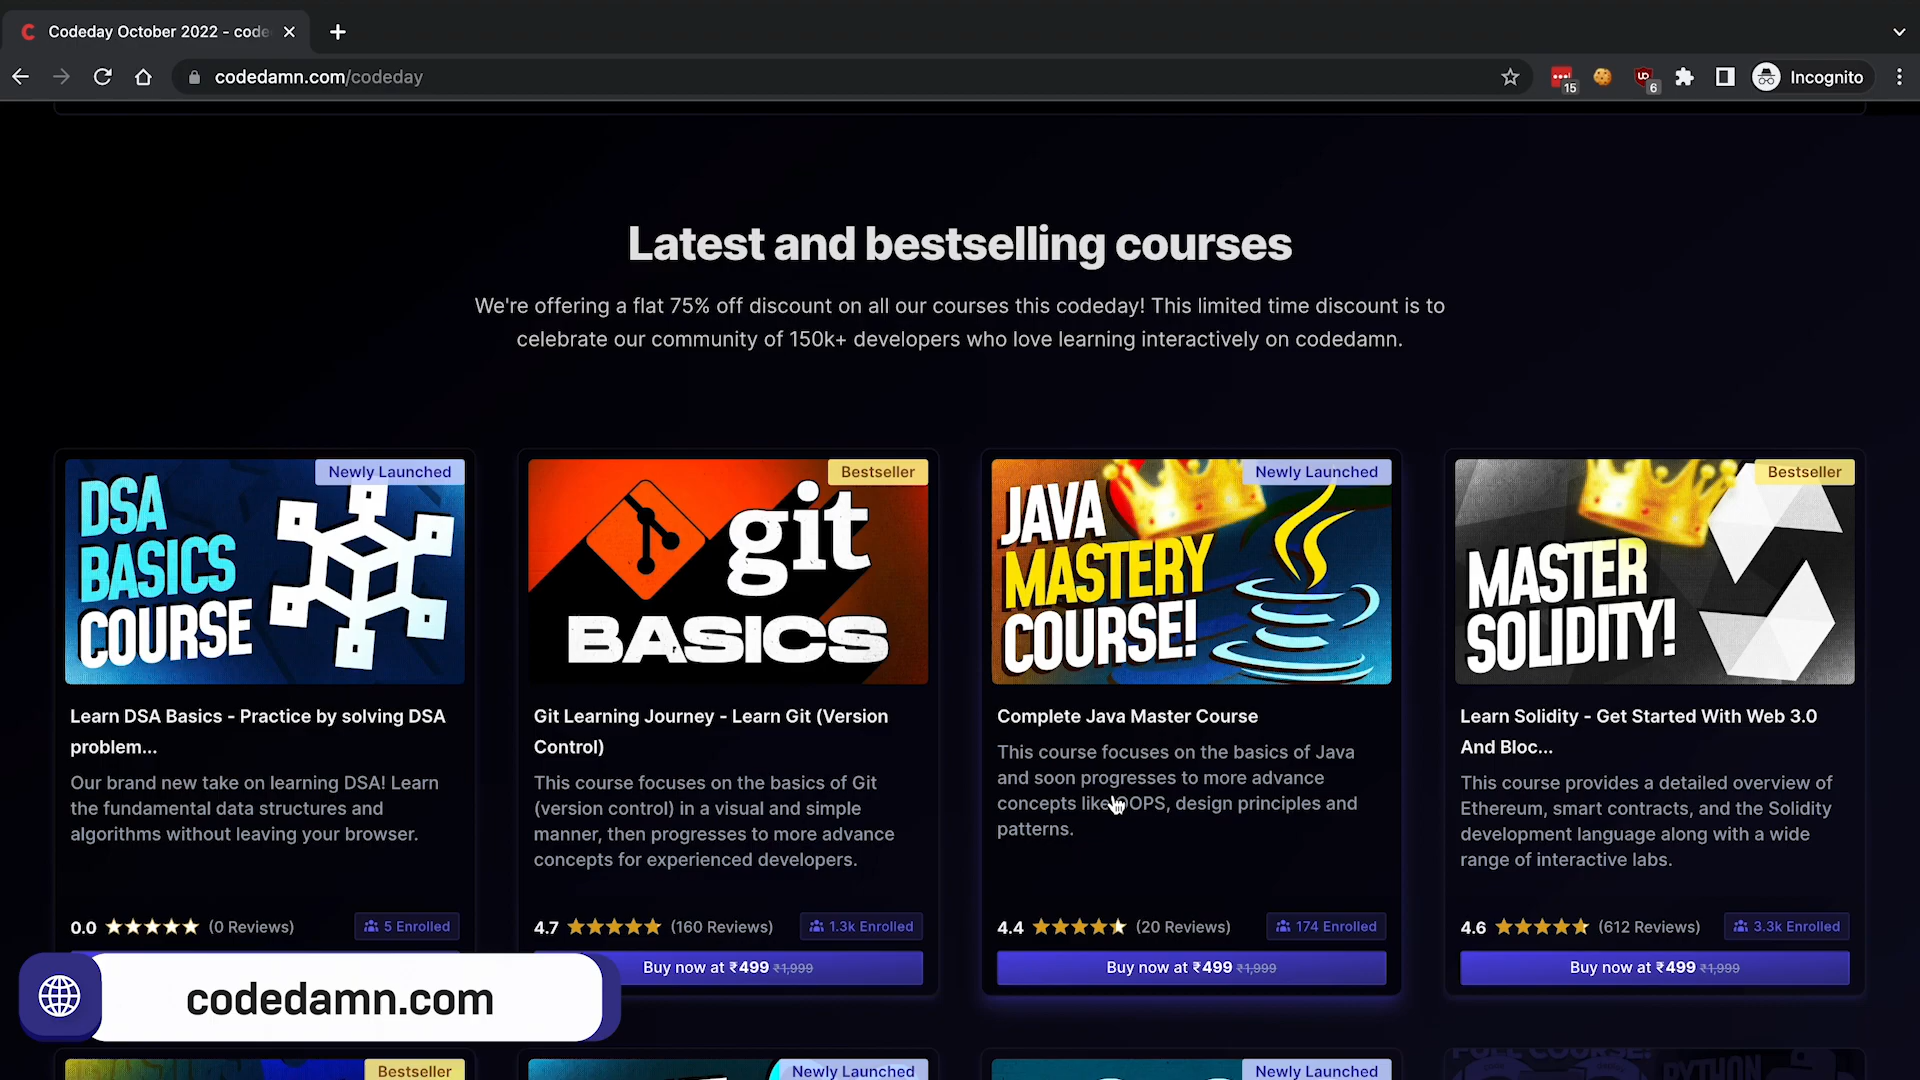 Codeday October 2022 - code
codedamn.com/codeday
15
6
Incognito
Latest and bestselling courses
We're offering a flat 75% off discount on all our courses this codeday! This limited time discount is to
celebrate our community of 150k+ developers who love learning interactively on codedamn.
Newly Launched
DSA
BASICS
COURSE
Learn DSA Basics - Practice by solving DSA
problem...
Our brand new take on learning DSA! Learn
the fundamental data structures and
algorithms without leaving your browser.
0.0 (0 Reviews) 5 Enrolled
Bestseller
git
BASICS
Git Learning Journey - Learn Git (Version
Control)
This course focuses on the basics of Git
(version control) in a visual and simple
manner, then progresses to more advance
concepts for experienced developers.
4.7 (160 Reviews) 1.3k Enrolled
Buy now at ₹499 ₹1,999
Newly Launched
JAVA
MASTERY
COURSE!
Complete Java Master Course
This course focuses on the basics of Java
and soon progresses to more advance
concepts like OOPS, design principles and
patterns.
4.4 (20 Reviews) 174 Enrolled
Buy now at ₹499 ₹1,999
Bestseller
MASTER
SOLIDITY!
Learn Solidity - Get Started With Web 3.0
And Bloc...
This course provides a detailed overview of
Ethereum, smart contracts, and the Solidity
development language along with a wide
range of interactive labs.
4.6 (612 Reviews) 3.3k Enrolled
Buy now at ₹499 ₹1,999
codedamn.com
Bestseller
Newly Launched
Newly Launched
FULL COURSE!
PYTHON